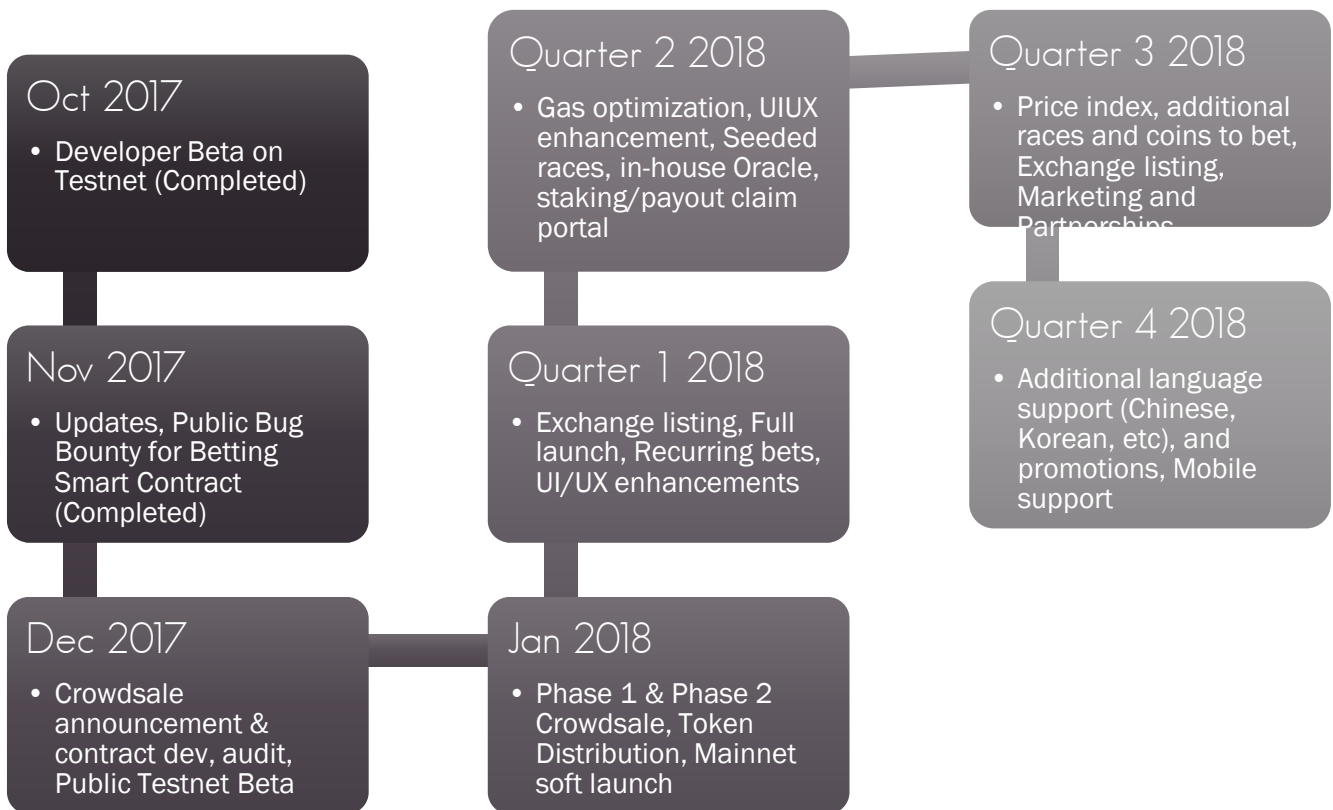 Oct 2017
• Developer Beta on
Testnet (Completed)
Nov 2017
• Updates, Public Bug
Bounty for Betting
Smart Contract
(Completed)
Dec 2017
• Crowdsale
announcement &
contract dev, audit,
Public Testnet Beta
Jan 2018
• Phase 1 & Phase 2
Crowdsale, Token
Distribution, Mainnet
soft launch
Quarter 1 2018
• Exchange listing, Full
launch, Recurring bets,
UI/UX enhancements
Quarter 2 2018
• Gas optimization, UIUX
enhancement, Seeded
races, in-house Oracle,
staking/payout claim
portal
Quarter 3 2018
• Price index, additional
races and coins to bet,
Exchange listing,
Marketing and
Partnerships
Quarter 4 2018
• Additional language
support (Chinese,
Korean, etc), and
promotions, Mobile
support